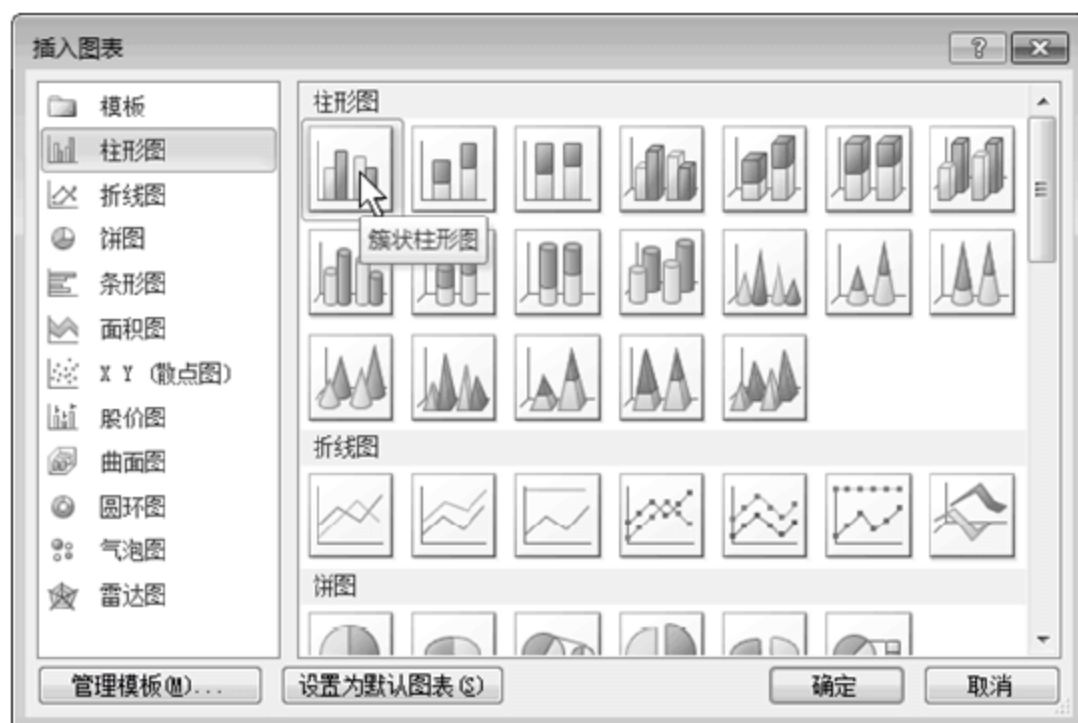 插入图表
模板
柱形图
折线图
饼图
条形图
面积图
X Y (散点图)
股价图
曲面图
圆环图
气泡图
雷达图
柱形图
簇状柱形图
折线图
饼图
管理模板(M)...
设置为默认图表(S)
确定
取消